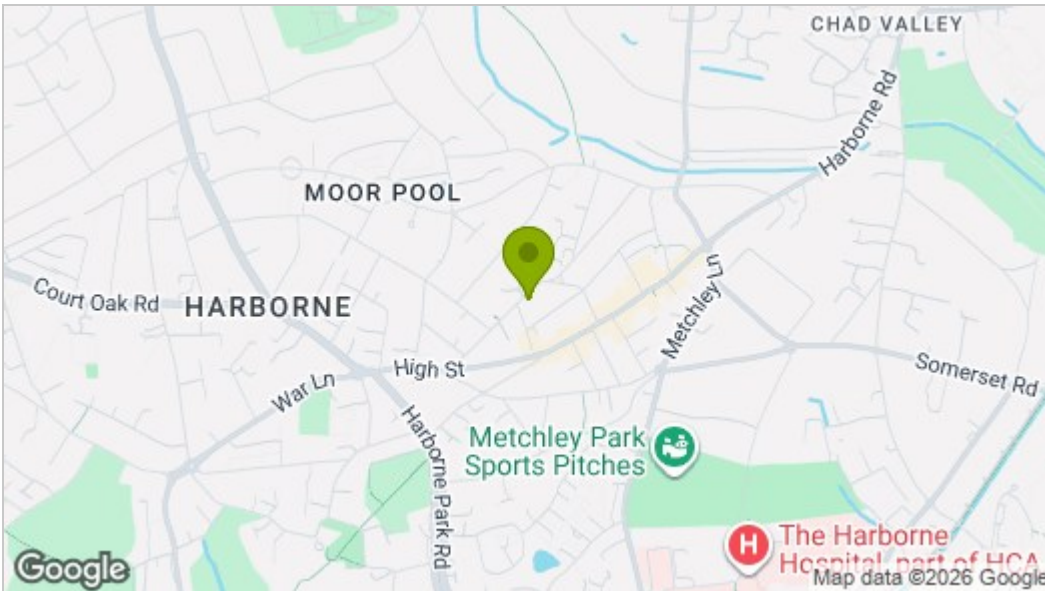 CHAD VALLEY
Harborne Rd
MOOR POOL
Court Oak Rd
HARBORNE
Metchley Ln
High St
War Ln
Somerset Rd
Harborne Park Rd
Metchley Park
Sports Pitches
H
The Harborne
Hospital, part of HCA
Google
Map data ©2026 Google